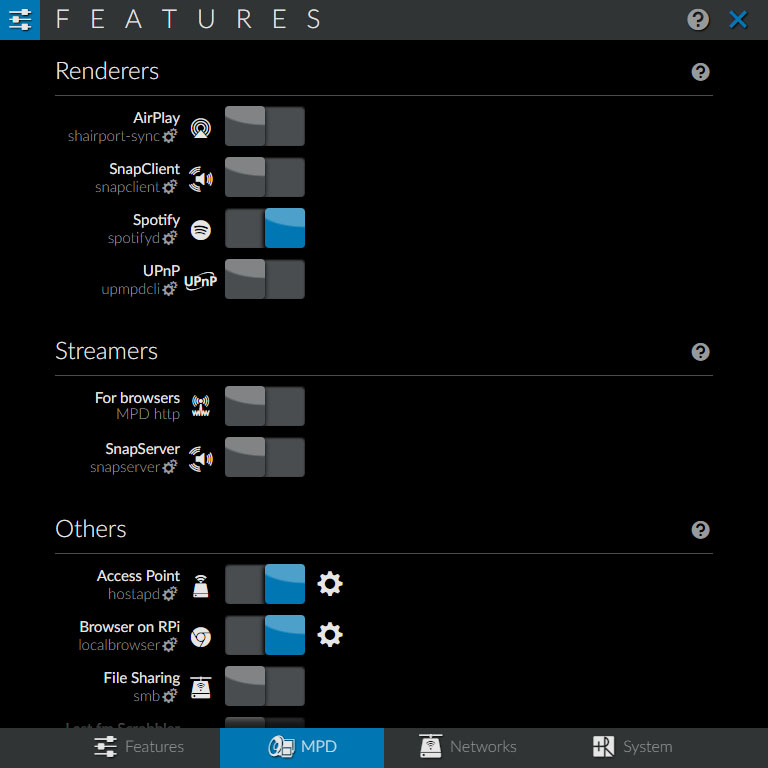 FEATURES
Renderers
AirPlay
shairport-sync
SnapClient
snapclient
Spotify
spotifyd
UPnP
upmpdcli
UPnP
Streamers
For browsers
MPD http
SnapServer
snapserver
Others
Access Point
hostapd
Browser on RPi
localbrowser
File Sharing
smb
Features MPD Networks System